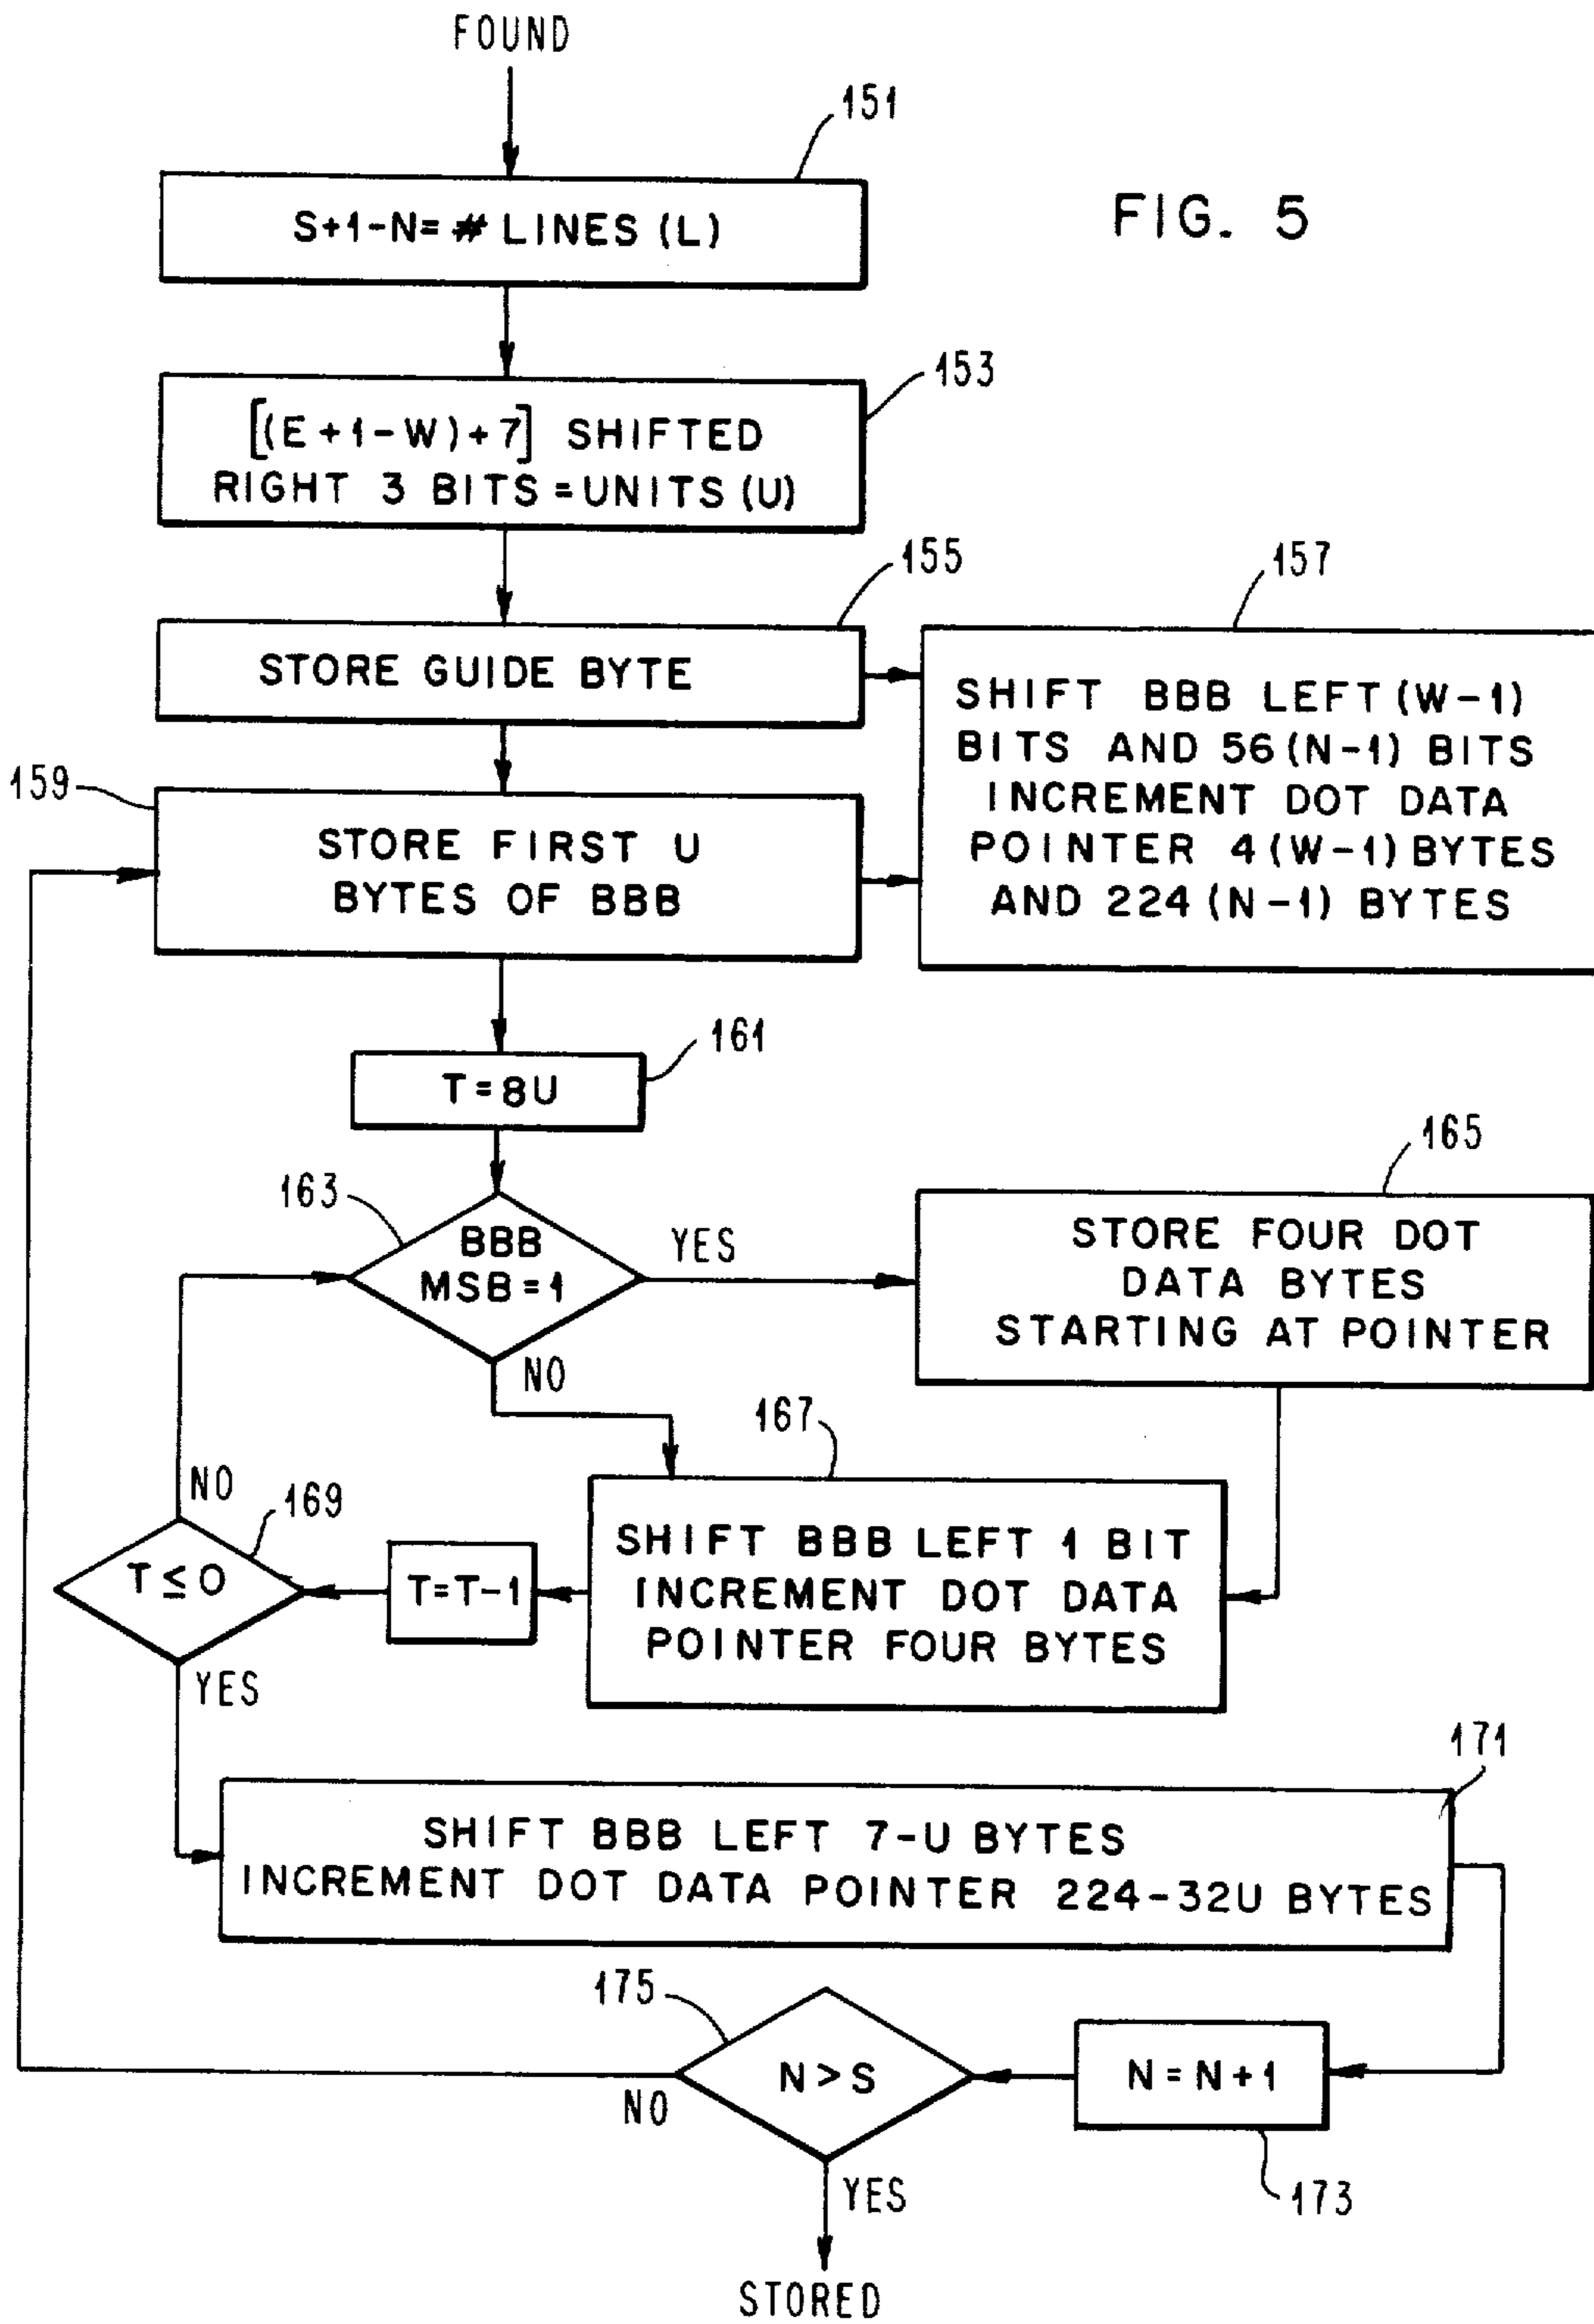 FOUND
151
S+1-N=# LINES (L)
FIG. 5
153
[(E+1-W)+7] SHIFTED
RIGHT 3 BITS=UNITS (U)
155
157
STORE GUIDE BYTE
SHIFT BBB LEFT (W-1)
BITS AND 56(N-1) BITS
INCREMENT DOT DATA
POINTER 4(W-1) BYTES
AND 224(N-1) BYTES
159
STORE FIRST U
BYTES OF BBB
161
T=8U
163
BBB
MSB=1
YES
NO
165
STORE FOUR DOT
DATA BYTES
STARTING AT POINTER
167
SHIFT BBB LEFT 1 BIT
INCREMENT DOT DATA
POINTER FOUR BYTES
T=T-1
NO
169
T≤0
YES
171
SHIFT BBB LEFT 7-U BYTES
INCREMENT DOT DATA POINTER 224-32U BYTES
175
N>S
NO
N=N+1
173
YES
STORED